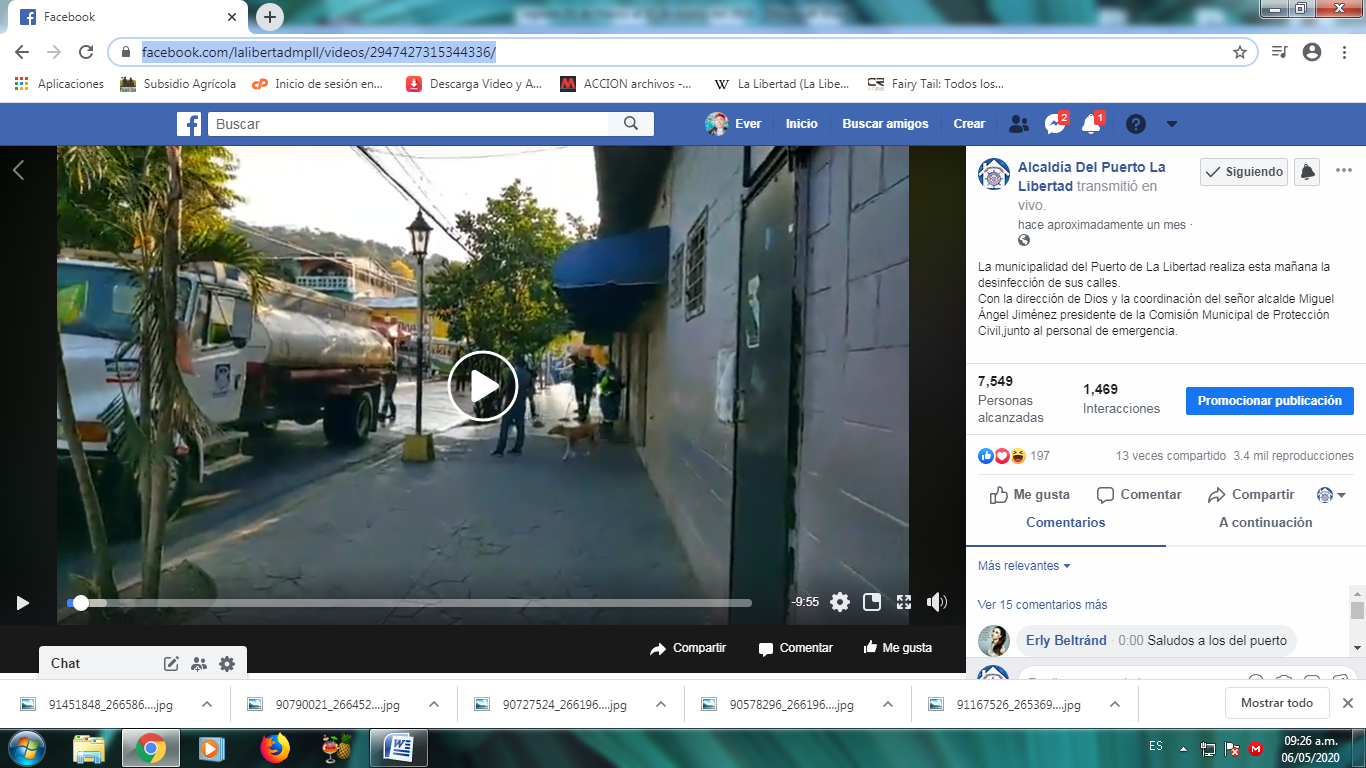 Facebook
facebook.com/lalibertadmpll/videos/2947427315344336/
Aplicaciones
Subsidio Agrícola
Inicio de sesión en...
Descarga Video y A...
ACCION archivos -...
La Libertad (La Libe...
Fairy Tail: Todos los...
Buscar
Ever
Inicio
Buscar amigos
Crear
2
1
Alcaldía Del Puerto La
Libertad transmitió en
vivo.
hace aproximadamente un mes ·
Siguiendo
La municipalidad del Puerto de La Libertad realiza esta mañana la
desinfección de sus calles.
Con la dirección de Dios y la coordinación del señor alcalde Miguel
Ángel Jiménez presidente de la Comisión Municipal de Protección
Civil,junto al personal de emergencia.
7,549
Personas
alcanzadas
1,469
Interacciones
Promocionar publicación
197
13 veces compartido 3.4 mil reproducciones
Me gusta
Comentar
Compartir
Comentarios
A continuación
Más relevantes
Ver 15 comentarios más
Erly Beltránd · 0:00 Saludos a los del puerto
-9:55
Compartir
Comentar
Me gusta
Chat
91451848_266586....jpg
90790021_266452....jpg
90727524_266196....jpg
90578296_266196....jpg
91167526_265369....jpg
Mostrar todo
ES
09:26 a.m.
06/05/2020